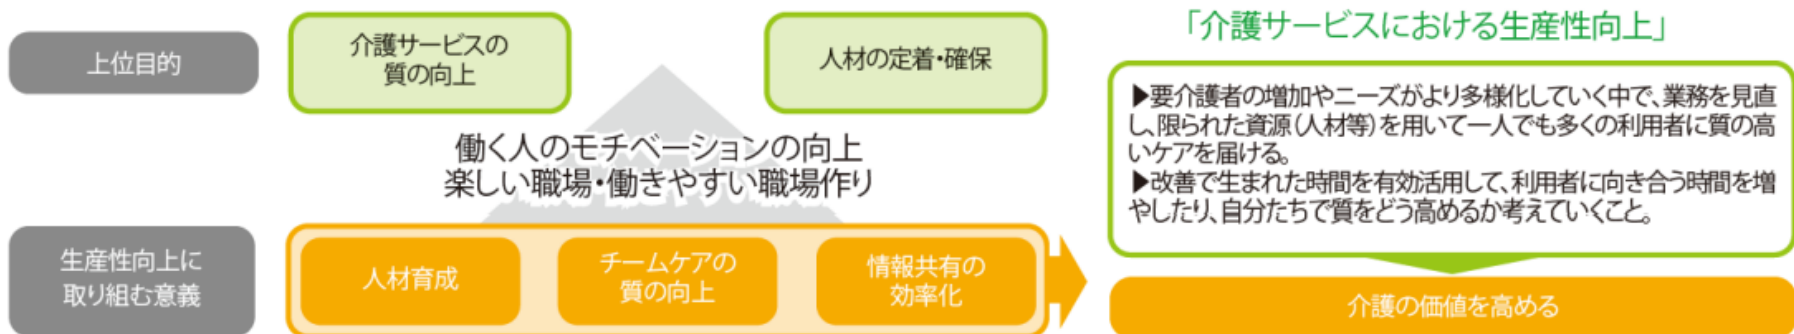 上位目的
介護サービスの
質の向上
人材の定着・確保
働く人のモチベーションの向上
楽しい職場・働きやすい職場作り
生産性向上に
取り組む意義
人材育成
チームケアの
質の向上
情報共有の
効率化
「介護サービスにおける生産性向上」
▶要介護者の増加やニーズがより多様化していく中で、業務を見直
し、限られた資源(人材等)を用いて一人でも多くの利用者に質の高
いケアを届ける。
▶改善で生まれた時間を有効活用して、利用者に向き合う時間を増
やしたり、自分たちで質をどう高めるか考えていくこと。
介護の価値を高める